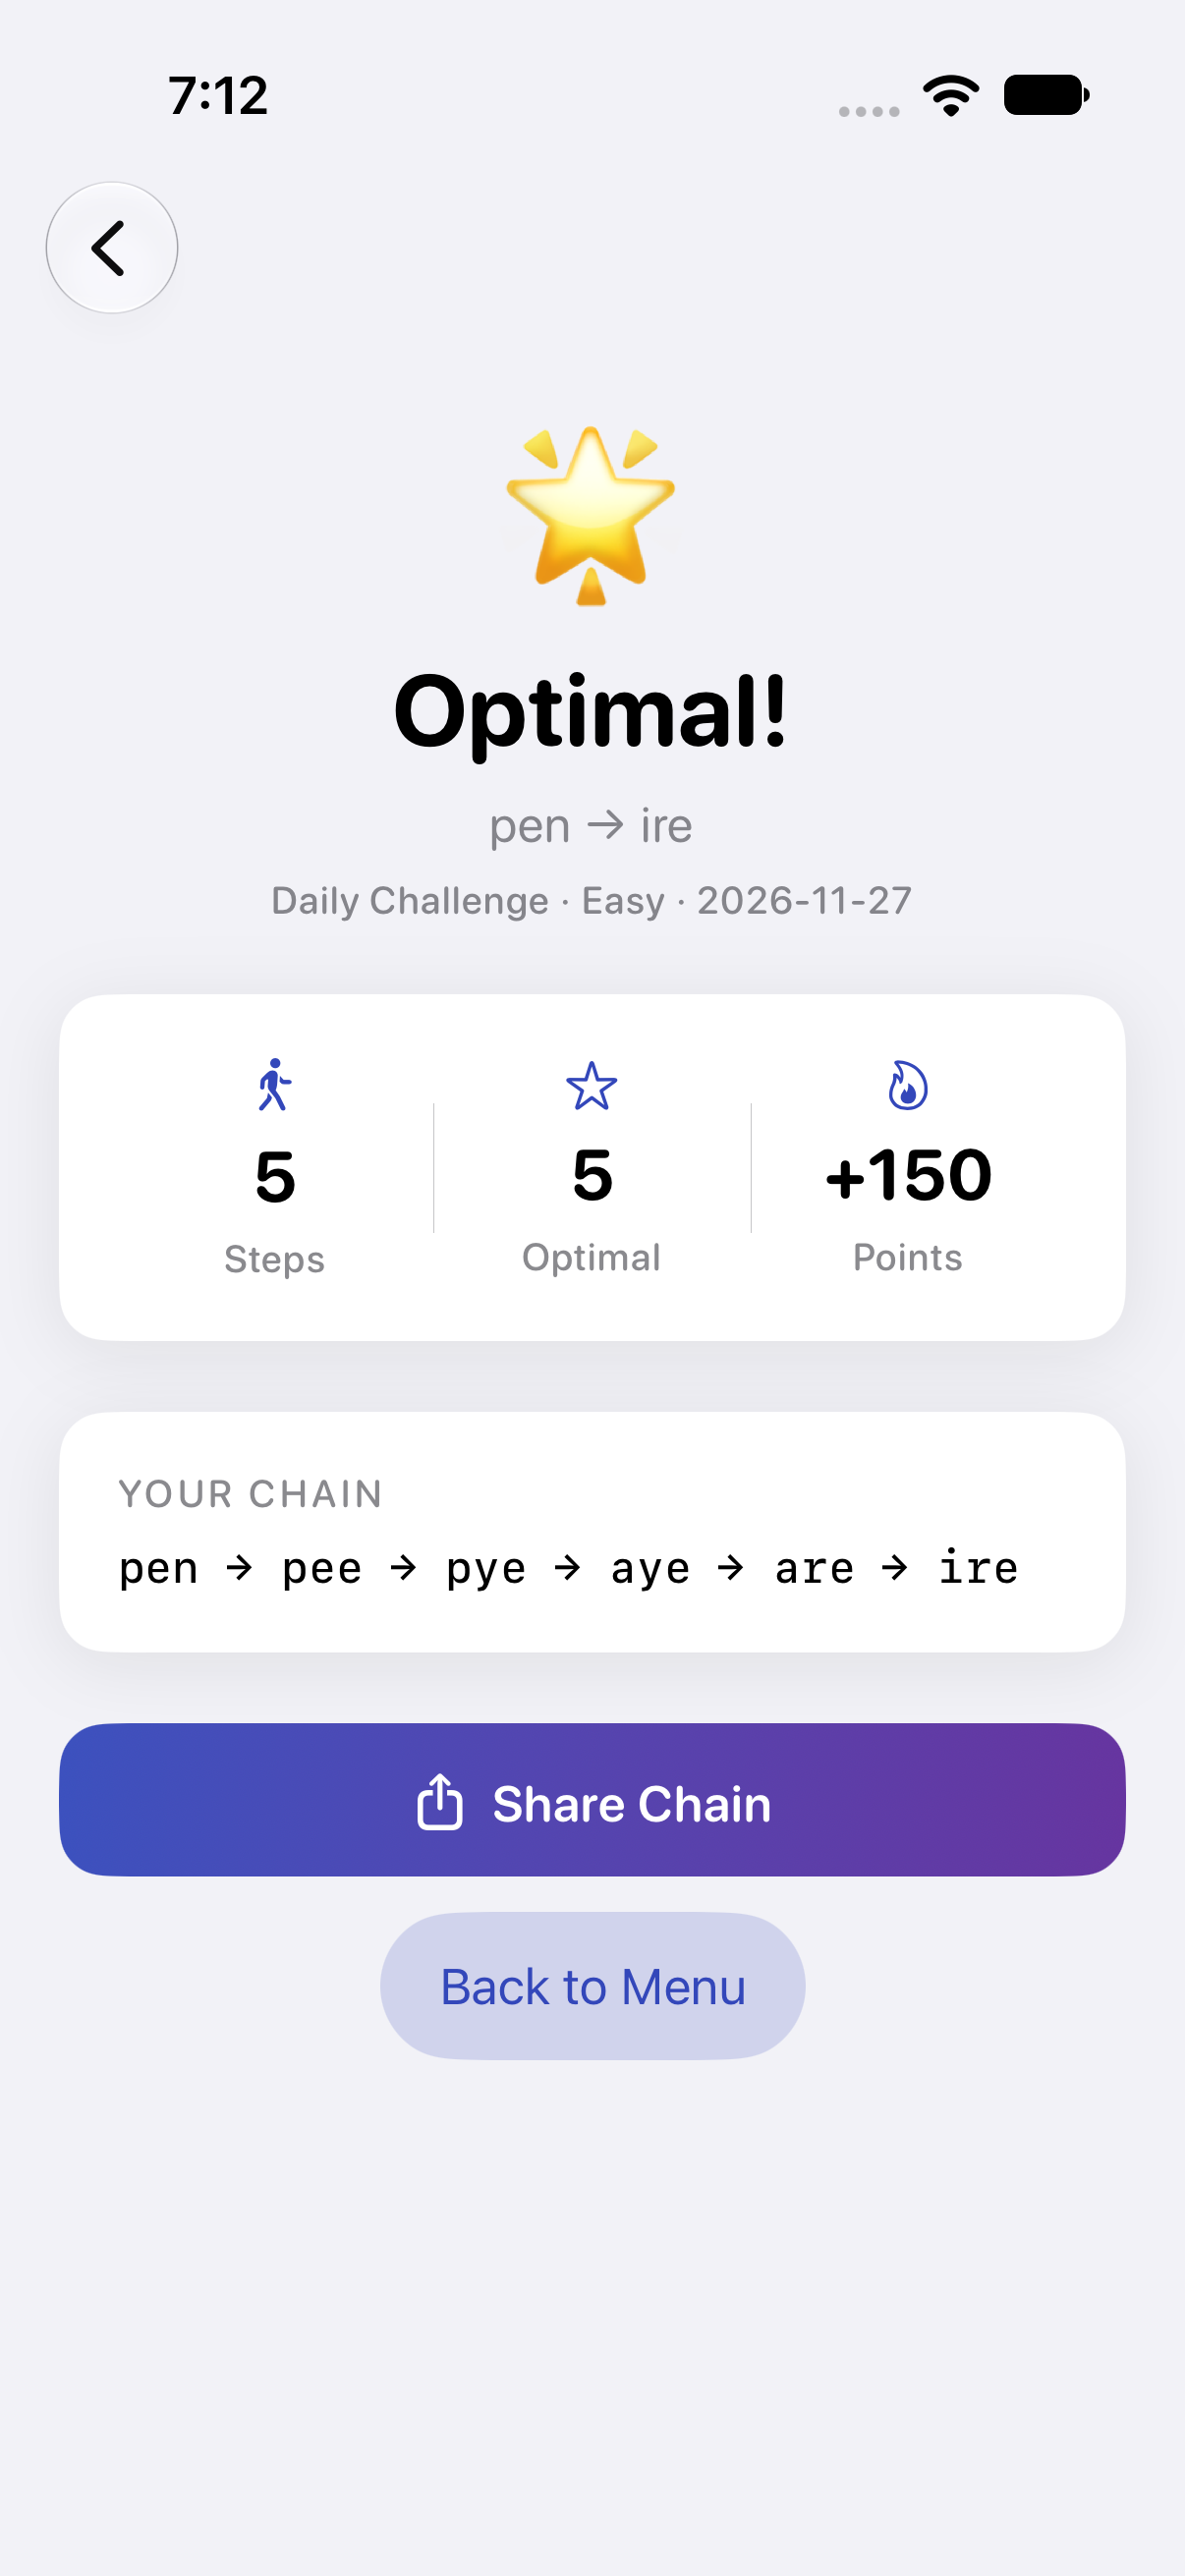 7:12
Optimal!
pen → ire
Daily Challenge · Easy · 2026-11-27
5
Steps
5
Optimal
+150
Points
YOUR CHAIN
pen → pee → pye → aye → are → ire
Share Chain
Back to Menu